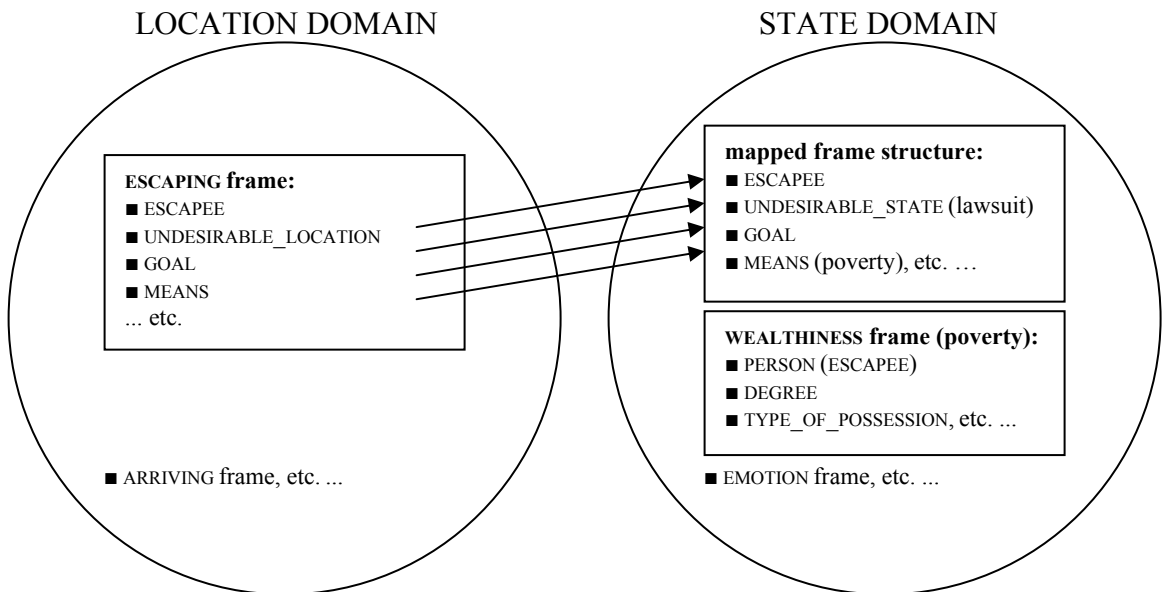 LOCATION DOMAIN
ESCAPING frame:
■ ESCAPEE
■ UNDESIRABLE_LOCATION
■ GOAL
■ MEANS
... etc.
■ ARRIVING frame, etc. ...
STATE DOMAIN
mapped frame structure:
■ ESCAPEE
■ UNDESIRABLE_STATE (lawsuit)
■ GOAL
■ MEANS (poverty), etc. …
WEALTHINESS frame (poverty):
■ PERSON (ESCAPEE)
■ DEGREE
■ TYPE_OF_POSSESSION, etc. ...
■ EMOTION frame, etc. ...